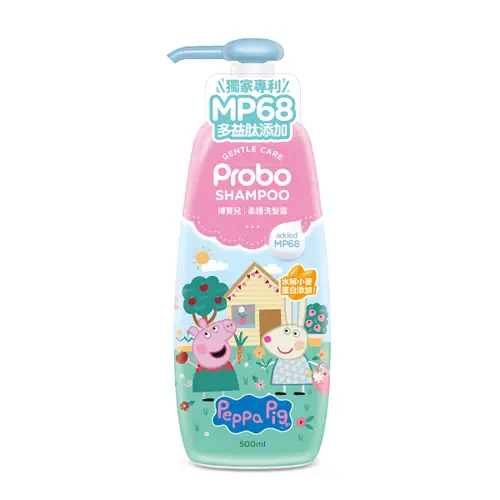 獨家專利
MP68
多益肽添加
GENTLE CARE
Probo
SHAMPOO
博寶兒 柔護洗髮露
added
MP68
水解小麥
蛋白添加!
Peppa Pig
500ml